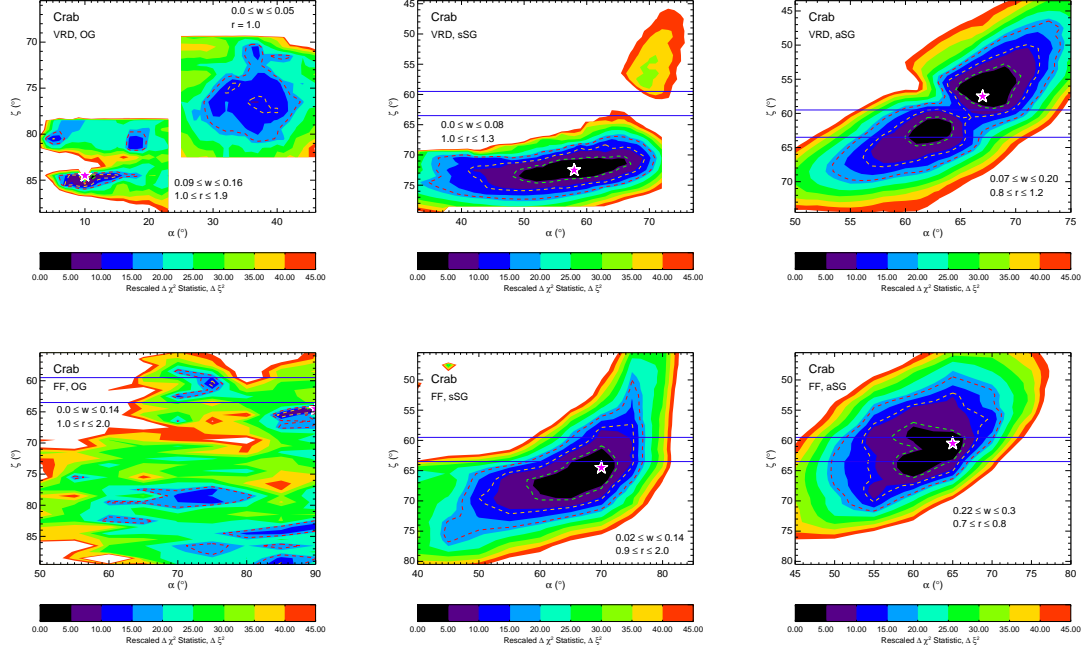 Crab
VRD, OG
0.0 ≤ w ≤ 0.05
r = 1.0
0.09 ≤ w ≤ 0.16
1.0 ≤ r ≤ 1.9
70
75
80
85
ζ (°)
10
20
30
40
α (°)
0.00 5.00 10.00 15.00 20.00 25.00 30.00 35.00 40.00 45.00
Rescaled Δ χ² Statistic, Δ ξ²
Crab
VRD, sSG
0.0 ≤ w ≤ 0.08
1.0 ≤ r ≤ 1.3
45
50
55
60
65
70
75
ζ (°)
40
50
60
70
α (°)
0.00 5.00 10.00 15.00 20.00 25.00 30.00 35.00 40.00 45.00
Rescaled Δ χ² Statistic, Δ ξ²
Crab
VRD, aSG
0.07 ≤ w ≤ 0.20
0.8 ≤ r ≤ 1.2
50
55
60
65
70
ζ (°)
50
55
60
65
70
75
α (°)
0.00 5.00 10.00 15.00 20.00 25.00 30.00 35.00 40.00 45.00
Rescaled Δ χ² Statistic, Δ ξ²
Crab
FF, OG
0.0 ≤ w ≤ 0.14
1.0 ≤ r ≤ 2.0
60
65
70
75
80
85
ζ (°)
50
60
70
80
90
α (°)
0.00 5.00 10.00 15.00 20.00 25.00 30.00 35.00 40.00 45.00
Rescaled Δ χ² Statistic, Δ ξ²
Crab
FF, sSG
0.02 ≤ w ≤ 0.14
0.9 ≤ r ≤ 2.0
50
55
60
65
70
75
80
ζ (°)
40
50
60
70
80
α (°)
0.00 5.00 10.00 15.00 20.00 25.00 30.00 35.00 40.00 45.00
Rescaled Δ χ² Statistic, Δ ξ²
Crab
FF, aSG
0.22 ≤ w ≤ 0.3
0.7 ≤ r ≤ 0.8
50
55
60
65
70
75
80
ζ (°)
45
50
55
60
65
70
75
80
α (°)
0.00 5.00 10.00 15.00 20.00 25.00 30.00 35.00 40.00 45.00
Rescaled Δ χ² Statistic, Δ ξ²